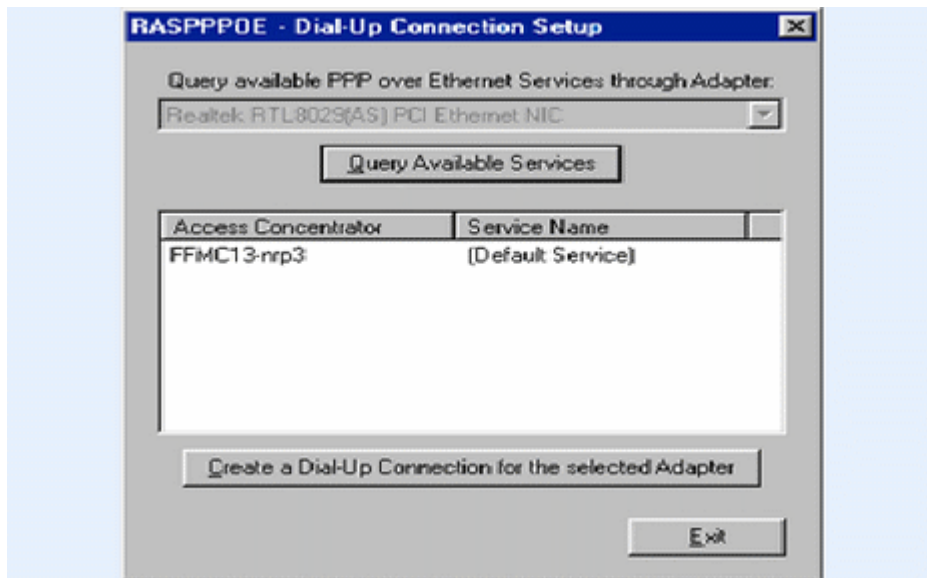 RASPPPOE - Dial-Up Connection Setup
Query available PPP over Ethernet Services through Adapter:
Realtek RTL8029(AS) PCI Ethernet NIC
Query Available Services
Access Concentrator Service Name
FFMC13-nrp3 (Default Service)
Create a Dial-Up Connection for the selected Adapter
Exit